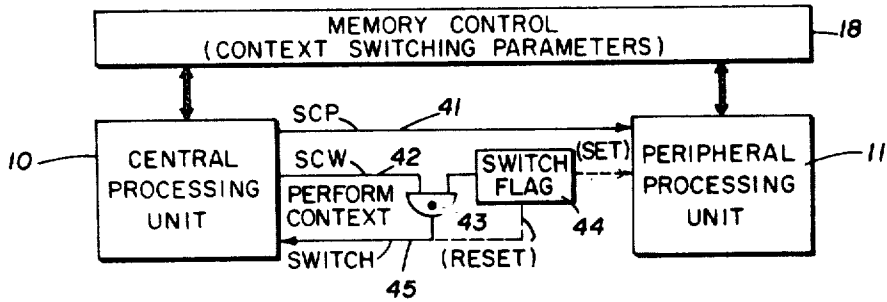 MEMORY CONTROL
(CONTEXT SWITCHING PARAMETERS)
18
SCP
41
10
CENTRAL
PROCESSING
UNIT
SCW
42
PERFORM
CONTEXT
43
SWITCH
FLAG
44
(SET)
PERIPHERAL
PROCESSING
UNIT
11
SWITCH
45
(RESET)